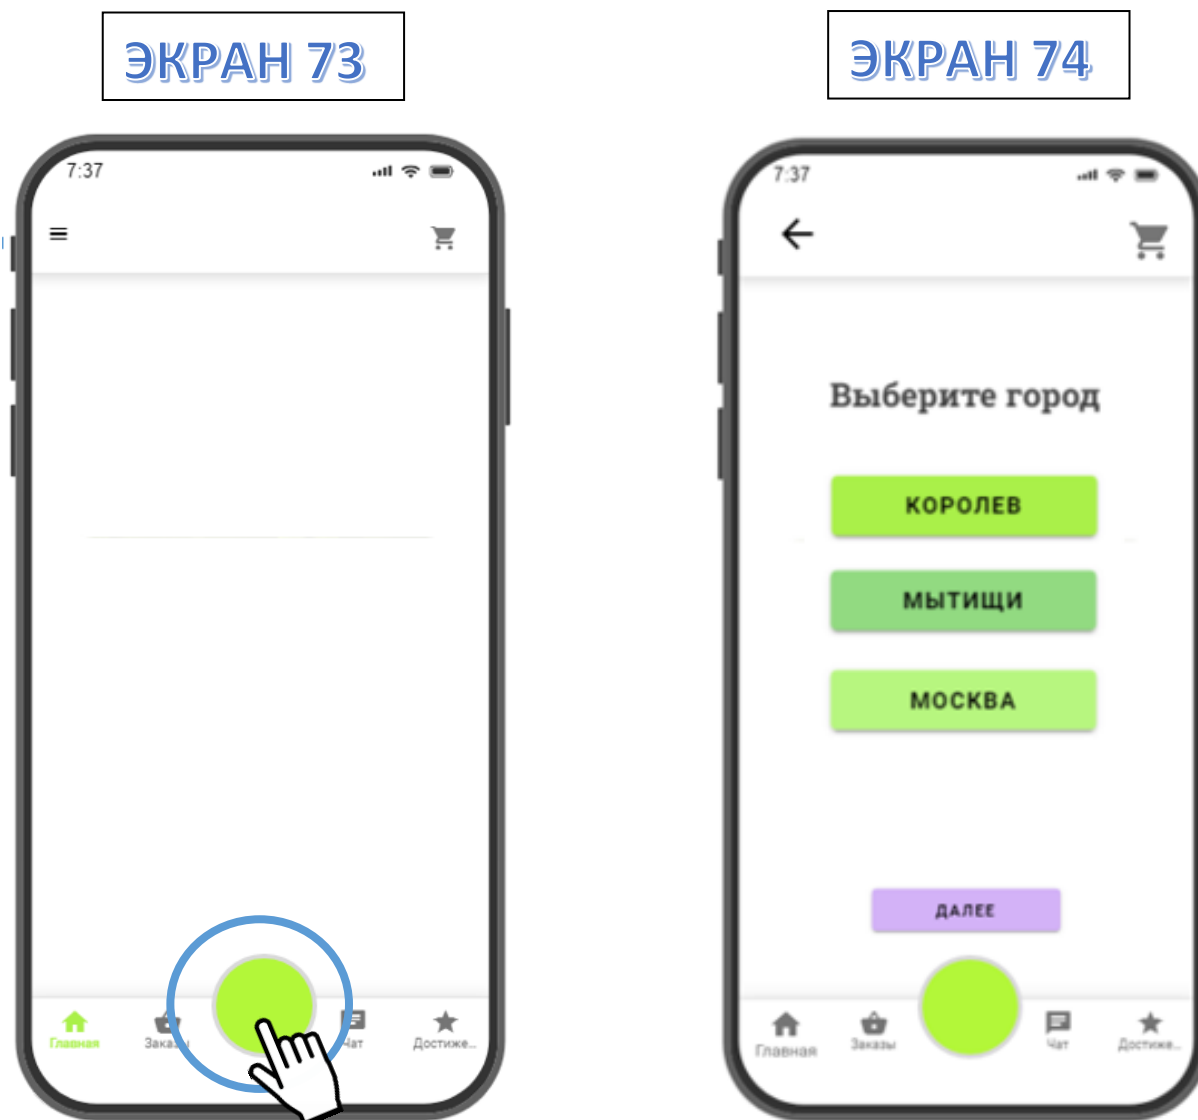 ЭКРАН 73
7:37
Главная
Заказы
Чат
Достиже...
ЭКРАН 74
7:37
Выберите город
КОРОЛЕВ
МЫТИЩИ
МОСКВА
ДАЛЕЕ
Главная
Заказы
Чат
Достиже...